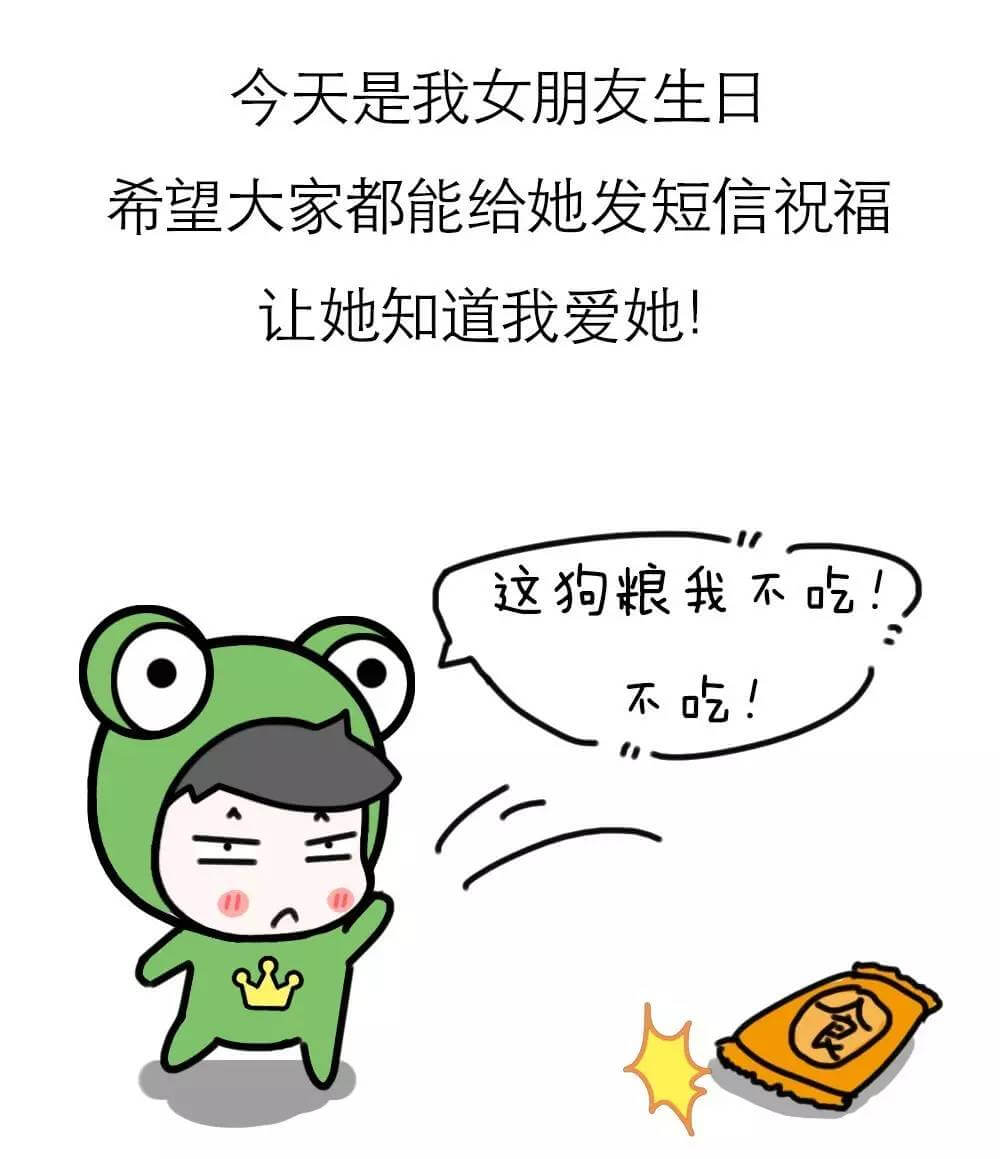 今天是我女朋友生日
希望大家都能给她发短信祝福
让她知道我爱她!
这狗粮我不吃!
不吃!
食